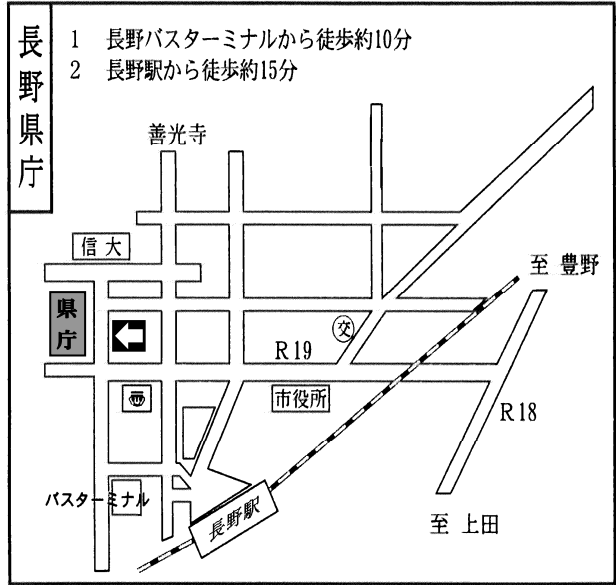 長野県庁
1 長野バスターミナルから徒歩約10分
2 長野駅から徒歩約15分
善光寺
信大
至 豊野
県庁
交
R19
市役所
R18
バスターミナル
長野駅
至 上田